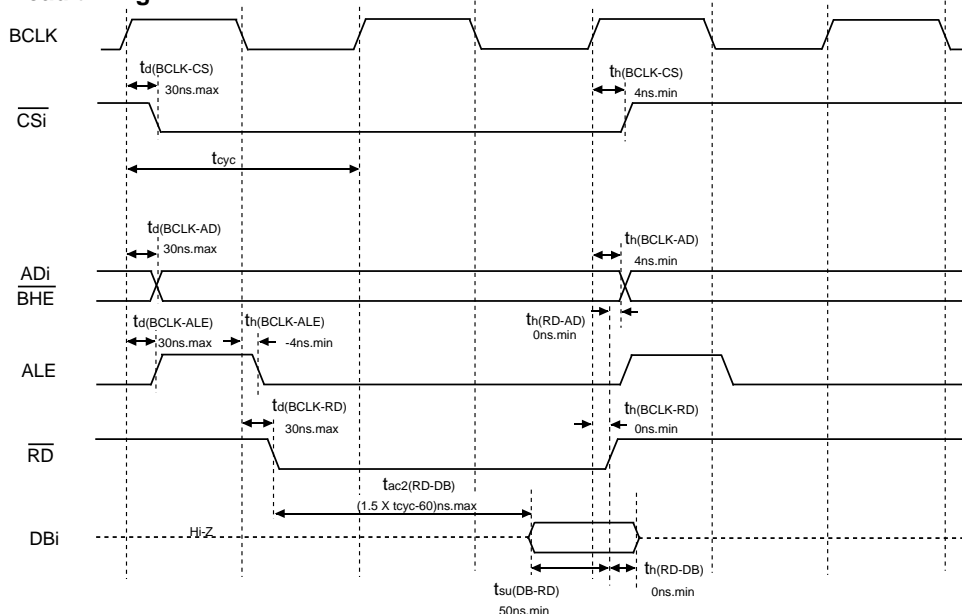 BCLK
td(BCLK-CS)
30ns.max
th(BCLK-CS)
4ns.min
CSi
tcyc
td(BCLK-AD)
30ns.max
th(BCLK-AD)
4ns.min
ADi
BHE
td(BCLK-ALE)
30ns.max
th(BCLK-ALE)
-4ns.min
th(RD-AD)
0ns.min
ALE
td(BCLK-RD)
30ns.max
th(BCLK-RD)
0ns.min
RD
tac2(RD-DB)
(1.5 X tcyc-60)ns.max
Hi-Z
DBi
tsu(DB-RD)
50ns.min
th(RD-DB)
0ns.min